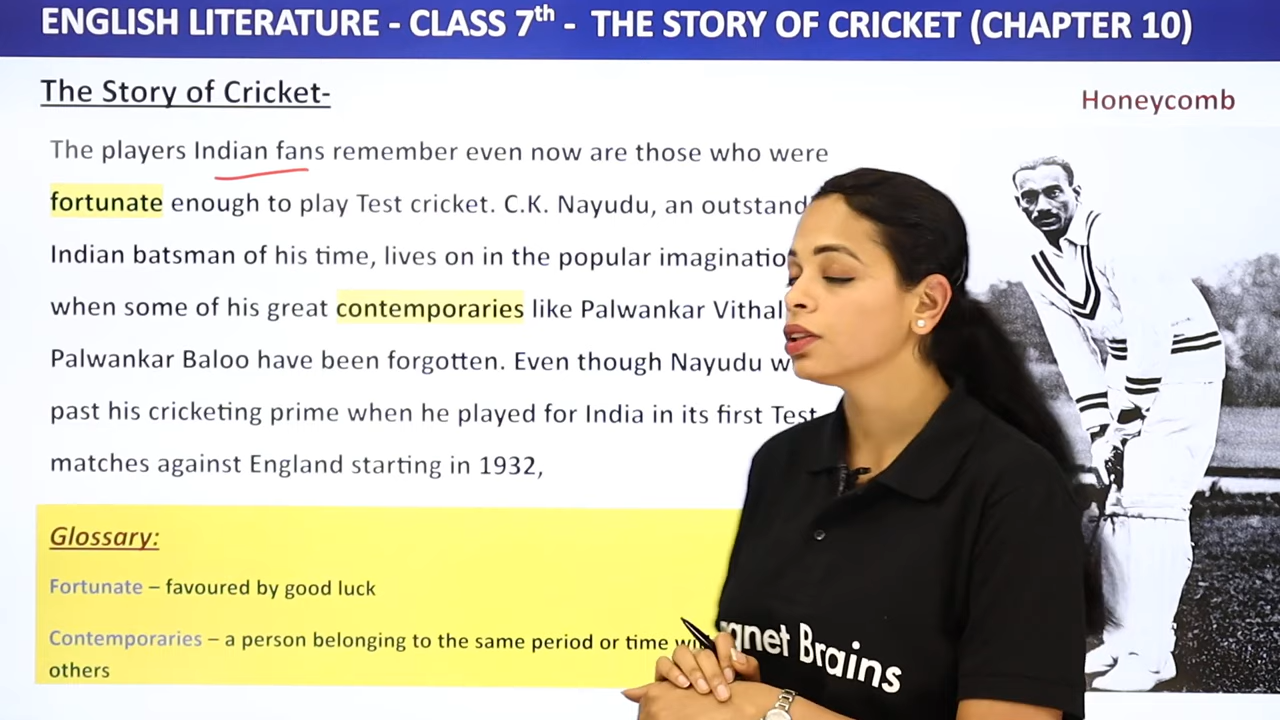 ENGLISH LITERATURE - CLASS 7th - THE STORY OF CRICKET (CHAPTER 10)
The Story of Cricket-
Honeycomb
The players Indian fans remember even now are those who were
fortunate enough to play Test cricket. C.K. Nayudu, an outstand
Indian batsman of his time, lives on in the popular imaginatio
when some of his great contemporaries like Palwankar Vithal
Palwankar Baloo have been forgotten. Even though Nayudu w
past his cricketing prime when he played for India in its first Test
matches against England starting in 1932,
Glossary:
Fortunate – favoured by good luck
Contemporaries – a person belonging to the same period or time
others
gnet Brains